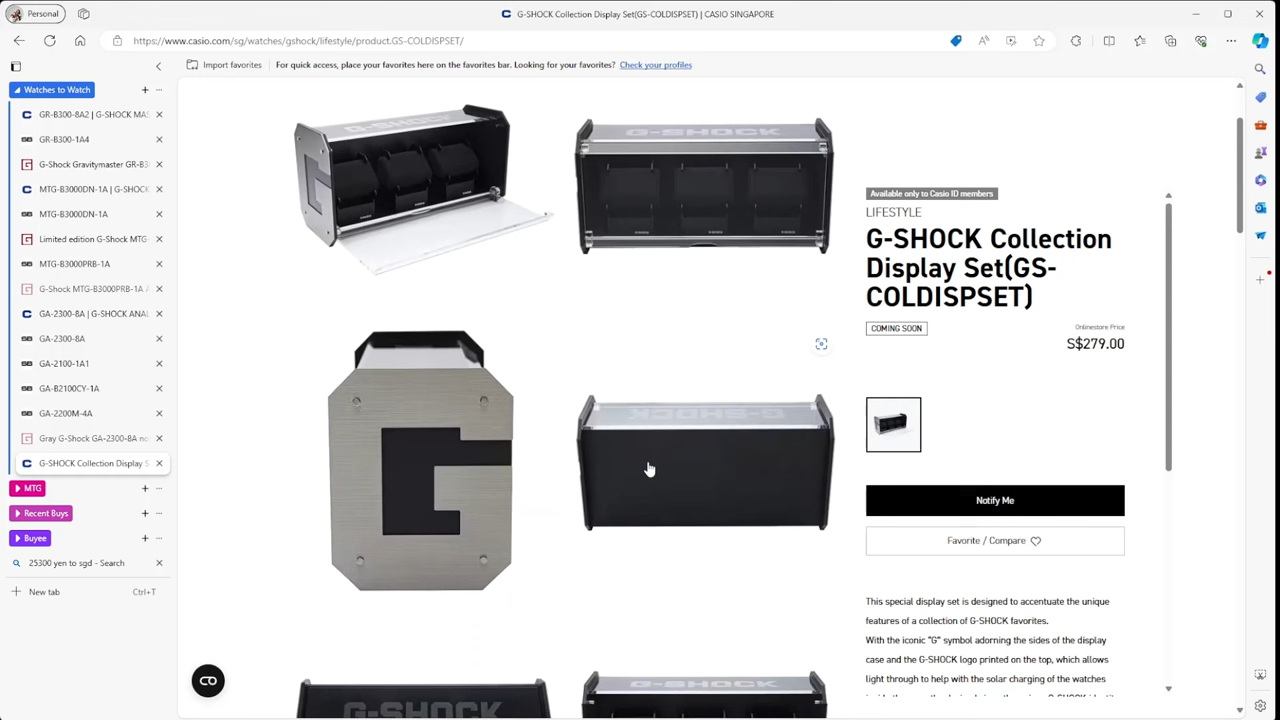 Personal
G-SHOCK Collection Display Set(GS-COLDISPSET) | CASIO SINGAPORE
https://www.casio.com/sg/watches/gshock/lifestyle/product.GS-COLDISPSET/
Import favorites
For quick access, place your favorites here on the favorites bar. Looking for your favorites? Check your profiles
Watches to Watch
GR-B300-8A2 | G-SHOCK MAS
GR-B300-1A4
G-Shock Gravitymaster GR-B3
MTG-B3000DN-1A | G-SHOCK
MTG-B3000DN-1A
Limited edition G-Shock MTG-
MTG-B3000PRB-1A
G-Shock MTG-B3000PRB-1A A
GA-2300-8A | G-SHOCK ANAL
GA-2300-8A
GA-2100-1A1
GA-B2100CY-1A
GA-2200M-4A
Gray G-Shock GA-2300-8A no
G-SHOCK Collection Display S
MTG
Recent Buys
Buyee
25300 yen to sgd - Search
New tab
Ctrl+T
G-SHOCK
G-SHOCK
G-SHOCK
G-SHOCK
G-SHOCK
Available only to Casio ID members
LIFESTYLE
G-SHOCK Collection
Display Set(GS-
COLDISPSET)
COMING SOON
Onlinestore Price
S$279.00
Notify Me
Favorite / Compare
This special display set is designed to accentuate the unique
features of a collection of G-SHOCK favorites.
With the iconic "G" symbol adorning the sides of the display
case and the G-SHOCK logo printed on the top, which allows
light through to help with the solar charging of the watches